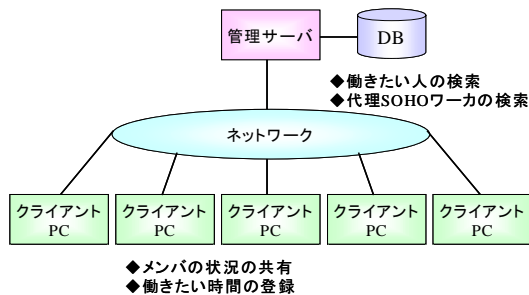 管理サーバ
DB
◆働きたい人の検索
◆代理SOHOワーカの検索
ネットワーク
クライアント
PC
クライアント
PC
クライアント
PC
クライアント
PC
クライアント
PC
◆メンバの状況の共有
◆働きたい時間の登録